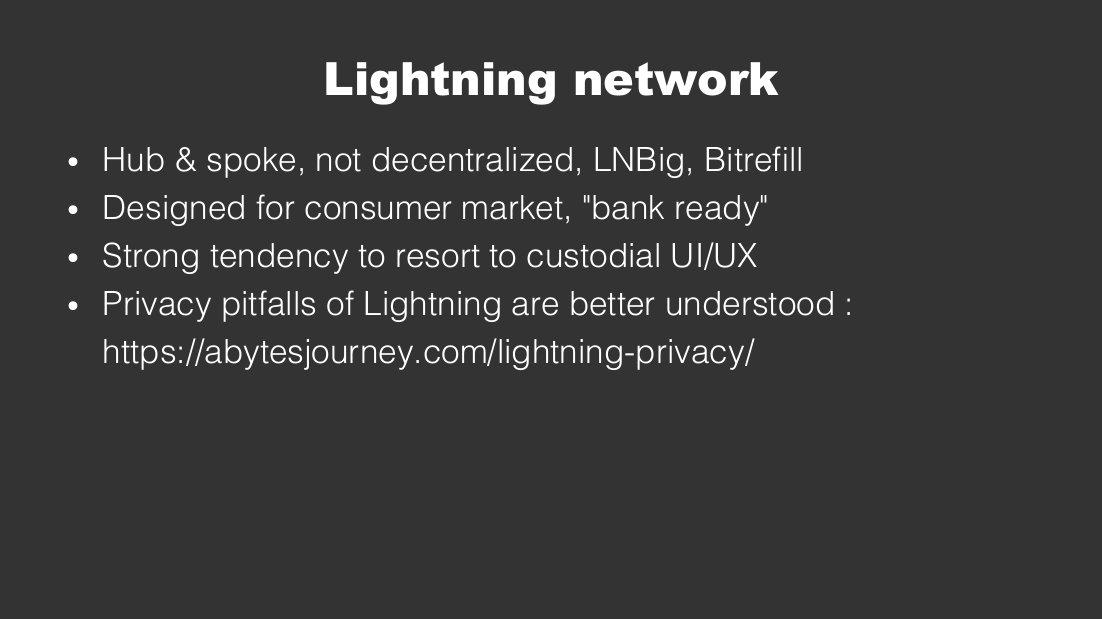 Lightning network
• Hub & spoke, not decentralized, LNBig, Bitrefill
• Designed for consumer market, "bank ready"
• Strong tendency to resort to custodial UI/UX
• Privacy pitfalls of Lightning are better understood :
https://abytesjourney.com/lightning-privacy/